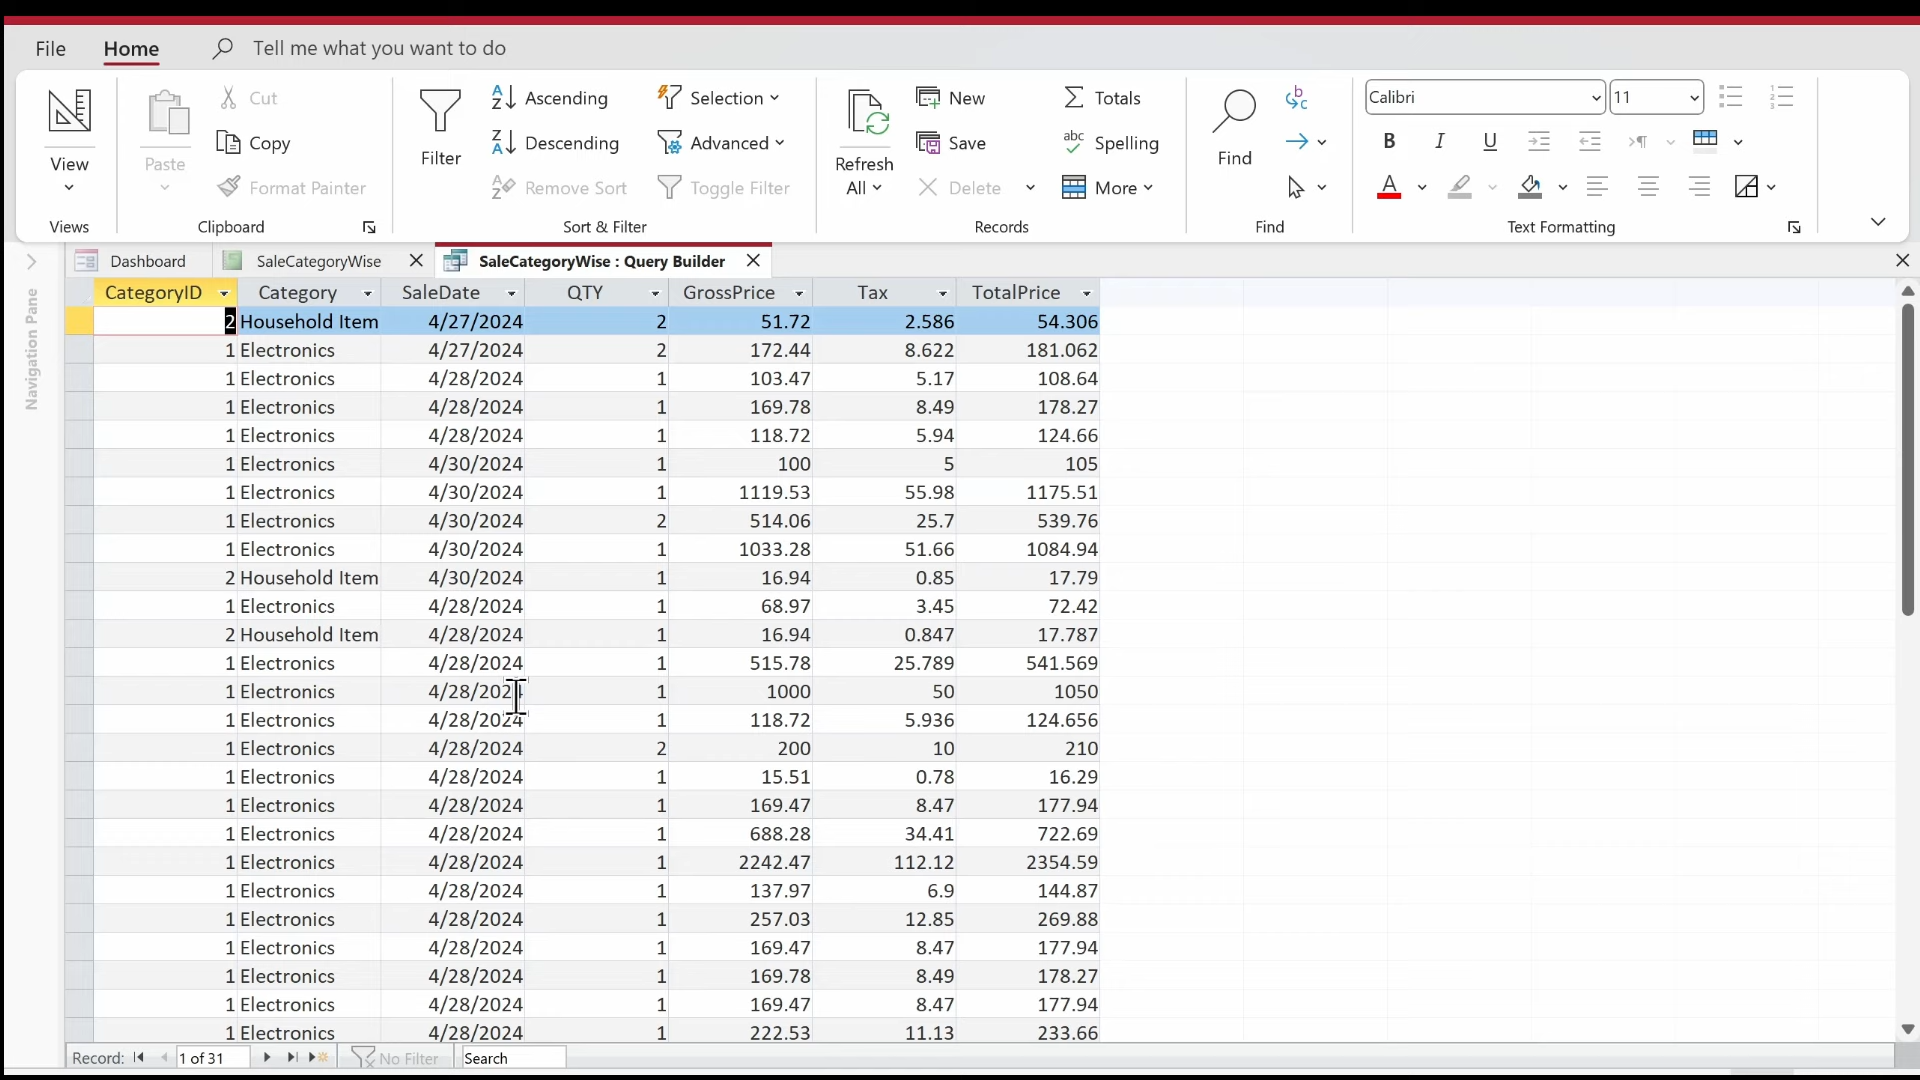 File Home Tell me what you want to do
View
Views
Paste
Cut
Copy
Format Painter
Clipboard
Filter
Ascending
Descending
Remove Sort
Selection
Advanced
Toggle Filter
Sort & Filter
Refresh
All
New
Save
Delete
Totals
Spelling
More
Records
Find
Find
Calibri 11
B I U
Text Formatting
Navigation Pane
Dashboard SaleCategoryWise SaleCategoryWise : Query Builder
CategoryID Category SaleDate QTY GrossPrice Tax TotalPrice
2 Household Item 4/27/2024 2 51.72 2.586 54.306
1 Electronics 4/27/2024 2 172.44 8.622 181.062
1 Electronics 4/28/2024 1 103.47 5.17 108.64
1 Electronics 4/28/2024 1 169.78 8.49 178.27
1 Electronics 4/28/2024 1 118.72 5.94 124.66
1 Electronics 4/30/2024 1 100 5 105
1 Electronics 4/30/2024 1 1119.53 55.98 1175.51
1 Electronics 4/30/2024 2 514.06 25.7 539.76
1 Electronics 4/30/2024 1 1033.28 51.66 1084.94
2 Household Item 4/30/2024 1 16.94 0.85 17.79
1 Electronics 4/28/2024 1 68.97 3.45 72.42
2 Household Item 4/28/2024 1 16.94 0.847 17.787
1 Electronics 4/28/2024 1 515.78 25.789 541.569
1 Electronics 4/28/2024 1 1000 50 1050
1 Electronics 4/28/2024 1 118.72 5.936 124.656
1 Electronics 4/28/2024 2 200 10 210
1 Electronics 4/28/2024 1 15.51 0.78 16.29
1 Electronics 4/28/2024 1 169.47 8.47 177.94
1 Electronics 4/28/2024 1 688.28 34.41 722.69
1 Electronics 4/28/2024 1 2242.47 112.12 2354.59
1 Electronics 4/28/2024 1 137.97 6.9 144.87
1 Electronics 4/28/2024 1 257.03 12.85 269.88
1 Electronics 4/28/2024 1 169.47 8.47 177.94
1 Electronics 4/28/2024 1 169.78 8.49 178.27
1 Electronics 4/28/2024 1 169.47 8.47 177.94
1 Electronics 4/28/2024 1 222.53 11.13 233.66
Record: 1 of 31 No Filter Search